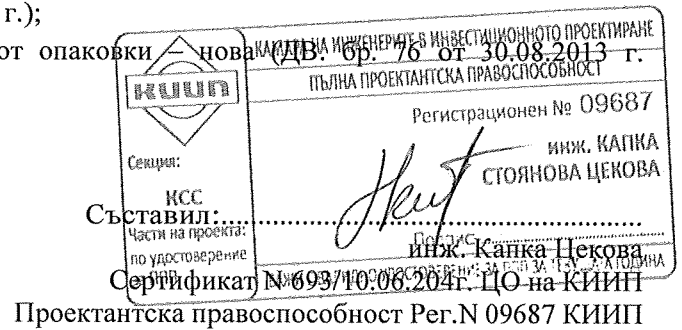 г.);
от опаковки – нова (ДВ. бр. 76 от 30.08.2013 г.
КАМАРА НА ИНЖЕНЕРИТЕ В ИНВЕСТИЦИОННОТО ПРОЕКТИРАНЕ
ПЪЛНА ПРОЕКТАНТСКА ПРАВОСПОСОБНОСТ
КИИП
Регистрационен № 09687
инж. КАПКА
СТОЯНОВА ЦЕКОВА
Секция:
КСС
Части на проекта:
по удостоверение
Съставил:
инж. Капка Цекова
Сертификат N 693/10.06.204г. ЦО на КИИП
Проектантска правоспособност Рег.N 09687 КИИП